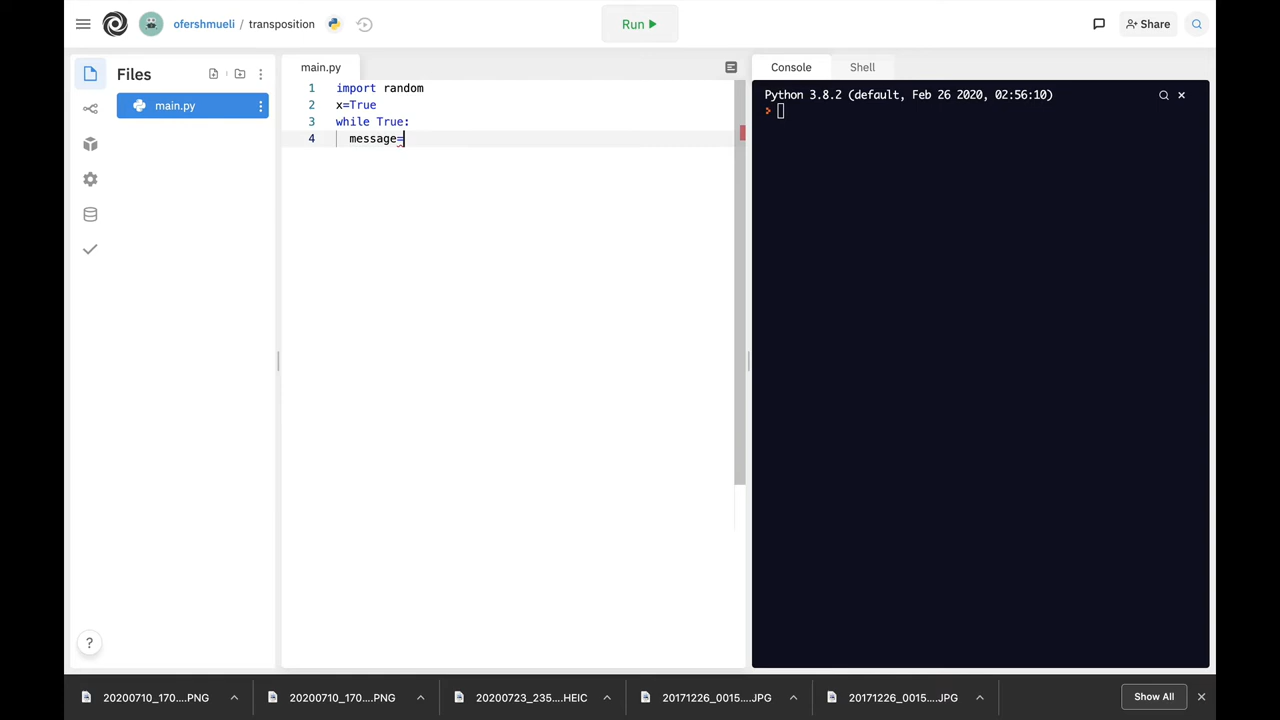 ofershmueli / transposition
Run
Share
Files
main.py
main.py
1 import random
2 x=True
3 while True:
4 message=
Console
Shell
Python 3.8.2 (default, Feb 26 2020, 02:56:10)
>
?
20200710_170....PNG
20200710_170....PNG
20200723_235....HEIC
20171226_0015....JPG
20171226_0015....JPG
Show All